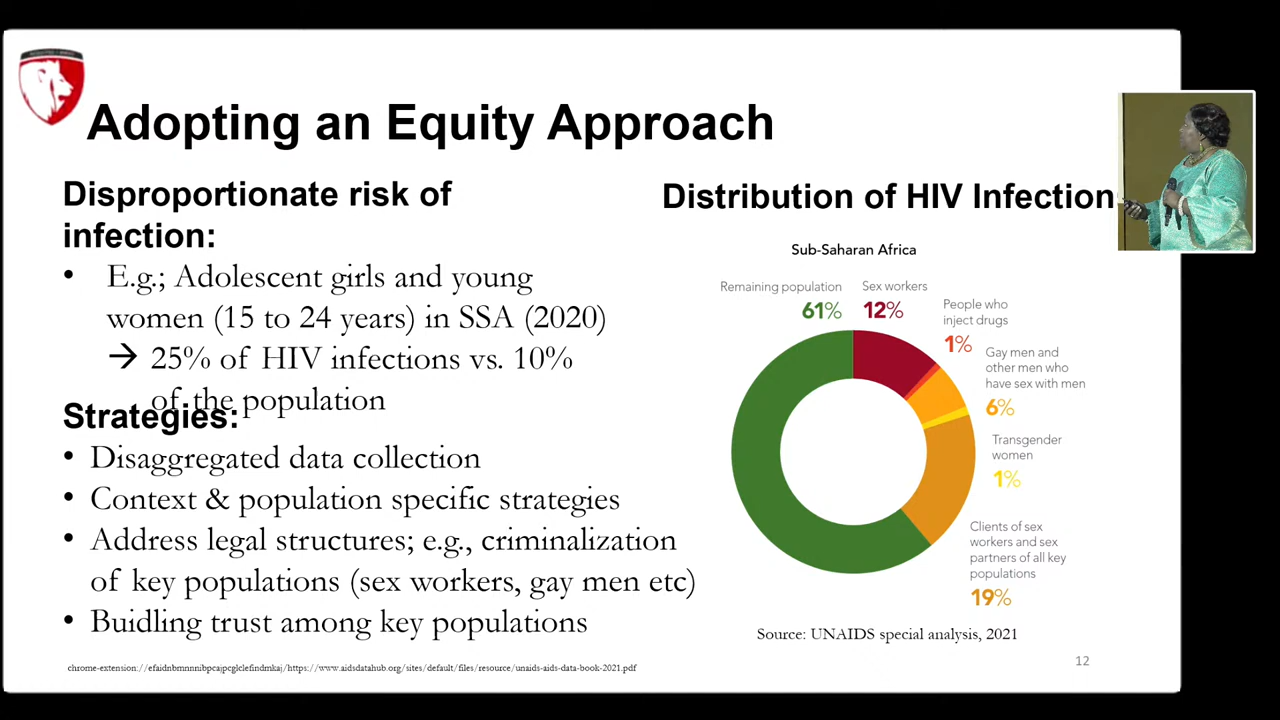 Adopting an Equity Approach
Disproportionate risk of
infection:
• E.g.; Adolescent girls and young
women (15 to 24 years) in SSA (2020)
→ 25% of HIV infections vs. 10%
of the population
Strategies:
• Disaggregated data collection
• Context & population specific strategies
• Address legal structures; e.g., criminalization
of key populations (sex workers, gay men etc)
• Buidling trust among key populations
Distribution of HIV Infection
Sub-Saharan Africa
Remaining population
61%
Sex workers
12%
People who
inject drugs
1%
Gay men and
other men who
have sex with men
6%
Transgender
women
1%
Clients of sex
workers and sex
partners of all key
populations
19%
Source: UNAIDS special analysis, 2021
chrome-extension://efaidnbmnnnibpcajpcglclefindmkaj/https://www.aidsdatahub.org/sites/default/files/resource/unaids-aids-data-book-2021.pdf
12